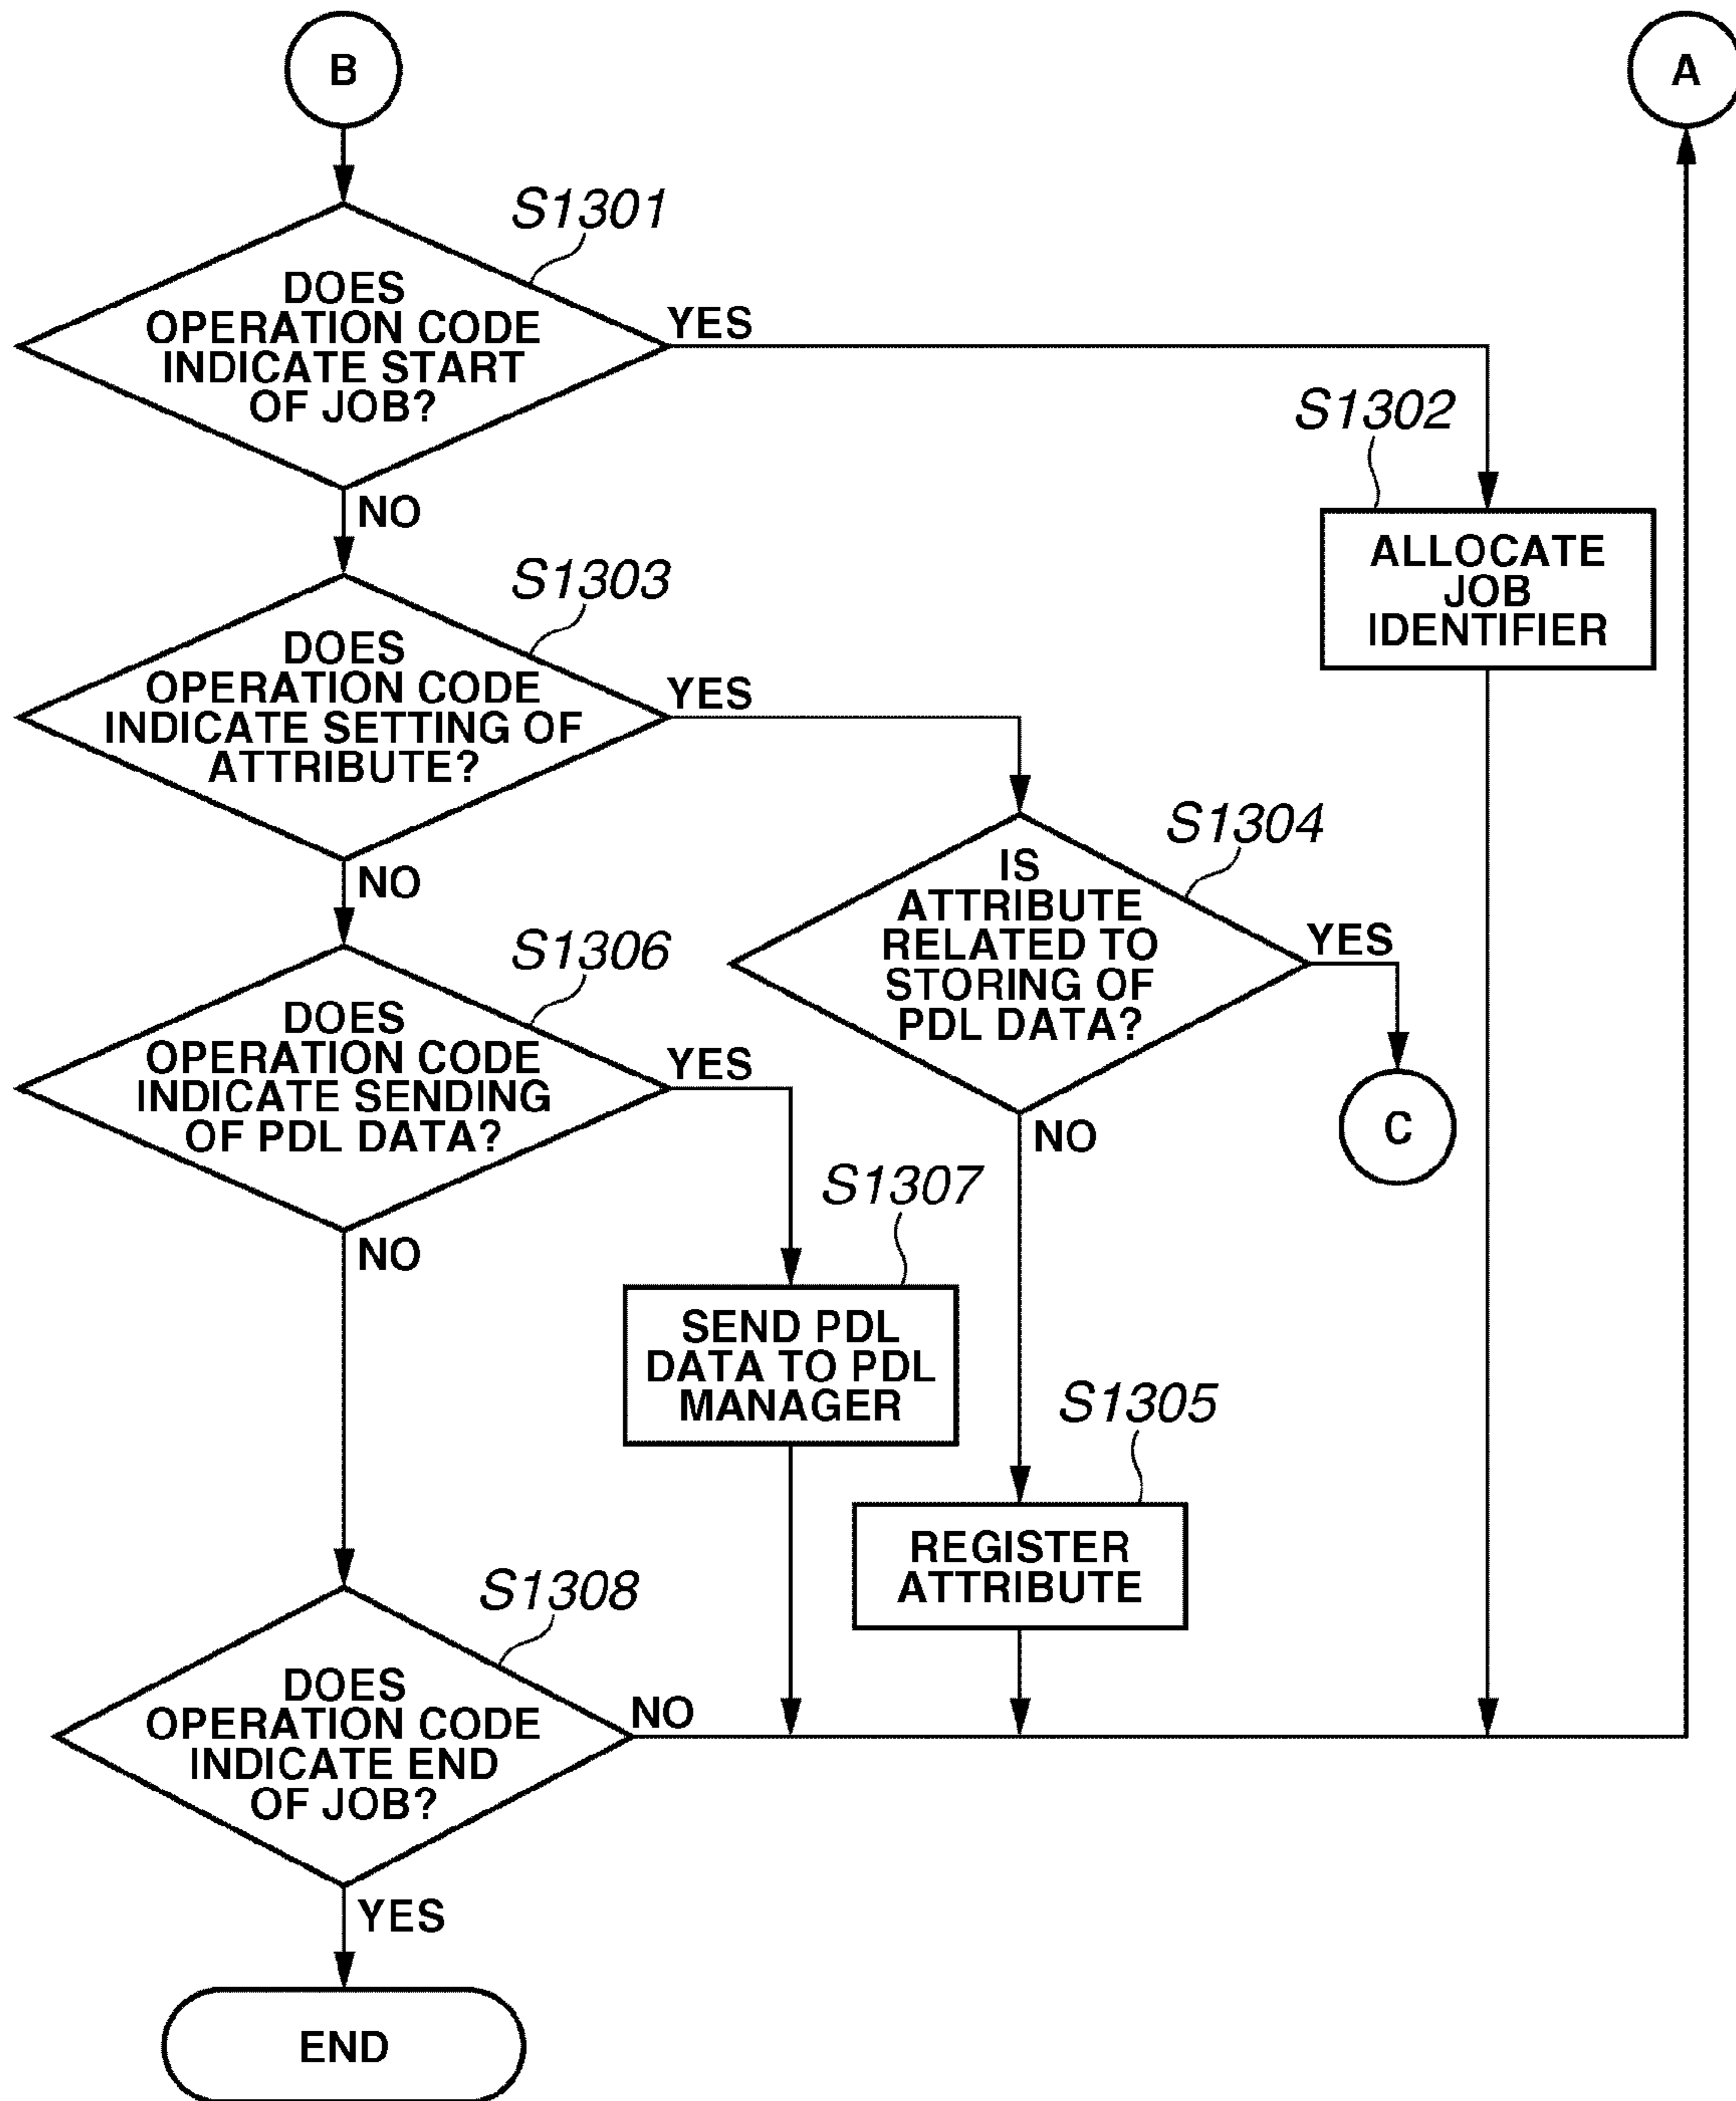 B
A
S1301
DOES
OPERATION CODE
INDICATE START
OF JOB?
YES
NO
S1302
ALLOCATE
JOB
IDENTIFIER
S1303
DOES
OPERATION CODE
INDICATE SETTING OF
ATTRIBUTE?
YES
NO
S1304
IS
ATTRIBUTE
RELATED TO
STORING OF
PDL DATA?
YES
NO
C
S1306
DOES
OPERATION CODE
INDICATE SENDING
OF PDL DATA?
YES
NO
S1307
SEND PDL
DATA TO PDL
MANAGER
S1305
REGISTER
ATTRIBUTE
S1308
DOES
OPERATION CODE
INDICATE END
OF JOB?
NO
YES
END